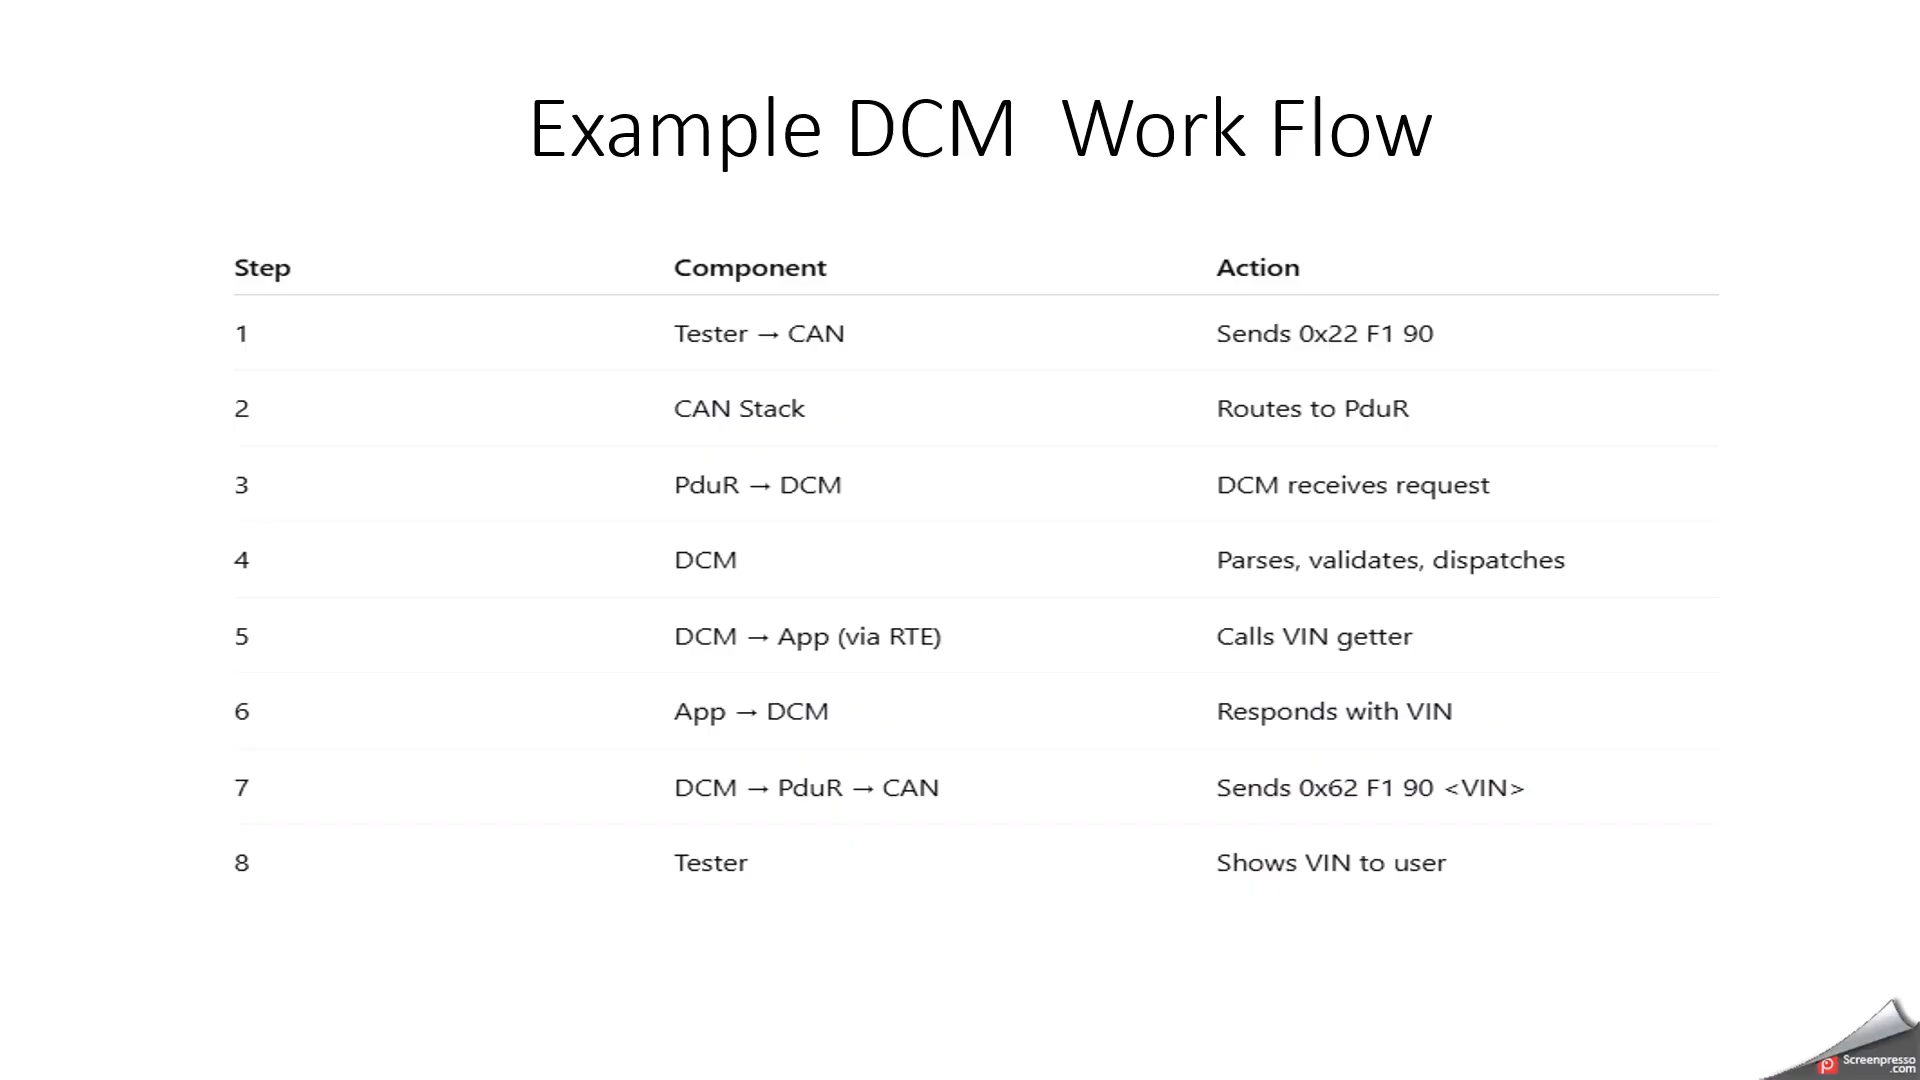 Example DCM  Work Flow
Step Component Action
1 Tester → CAN Sends 0x22 F1 90
2 CAN Stack Routes to PduR
3 PduR → DCM DCM receives request
4 DCM Parses, validates, dispatches
5 DCM → App (via RTE) Calls VIN getter
6 App → DCM Responds with VIN
7 DCM → PduR → CAN Sends 0x62 F1 90 <VIN>
8 Tester Shows VIN to user
Screenpresso
.com